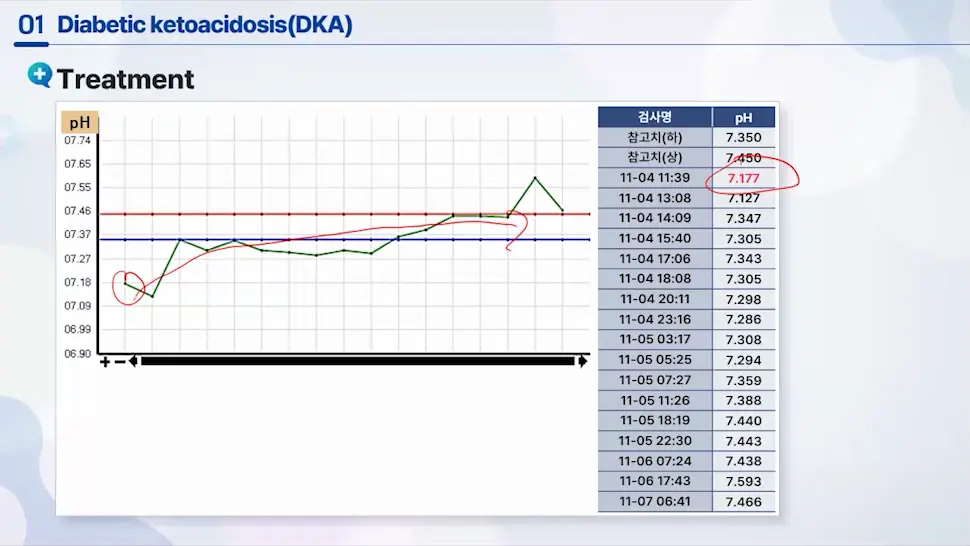 01 Diabetic ketoacidosis(DKA)
Treatment
pH
07.74
07.65
07.55
07.46
07.37
07.27
07.18
07.09
06.99
06.90
검사명 pH
참고치(하) 7.350
참고치(상) 7.450
11-04 11:39 7.177
11-04 13:08 7.127
11-04 14:09 7.347
11-04 15:40 7.305
11-04 17:06 7.343
11-04 18:08 7.305
11-04 20:11 7.298
11-04 23:16 7.286
11-05 03:17 7.308
11-05 05:25 7.294
11-05 07:27 7.359
11-05 11:26 7.388
11-05 18:19 7.440
11-05 22:30 7.443
11-06 07:24 7.438
11-06 17:43 7.593
11-07 06:41 7.466